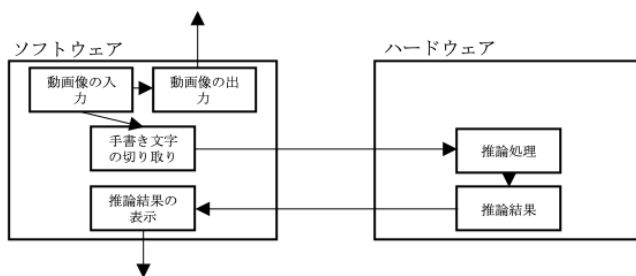 ソフトウェア
ハードウェア
動画像の入
力
動画像の出
力
手書き文字
の切り取り
推論処理
推論結果の
表示
推論結果